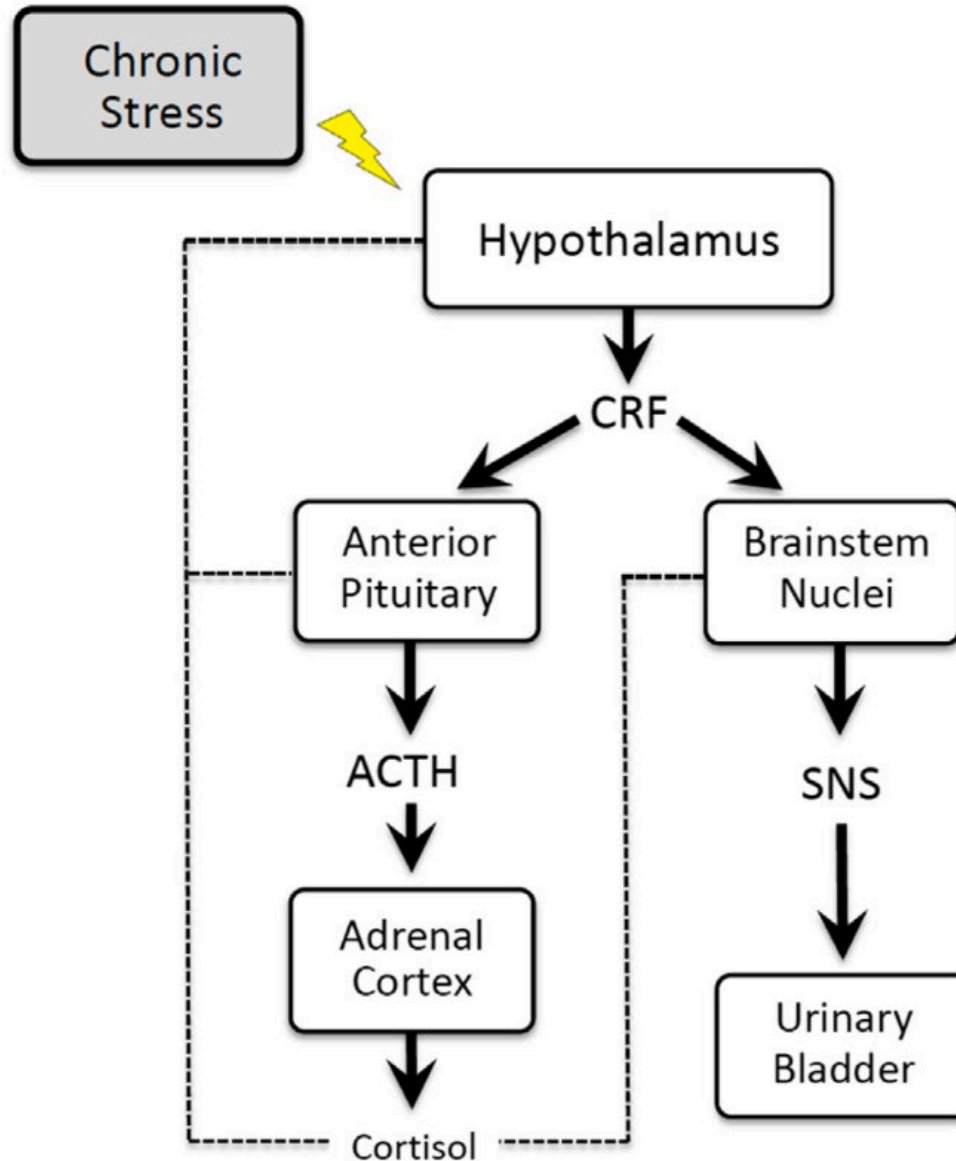 Chronic
Stress
Hypothalamus
CRF
Anterior
Pituitary
Brainstem
Nuclei
ACTH
SNS
Adrenal
Cortex
Urinary
Bladder
Cortisol